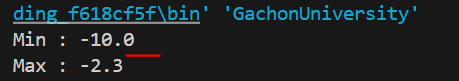 ding_f618cf5f\bin' 'GachonUniversity'
Min : -10.0
Max : -2.3